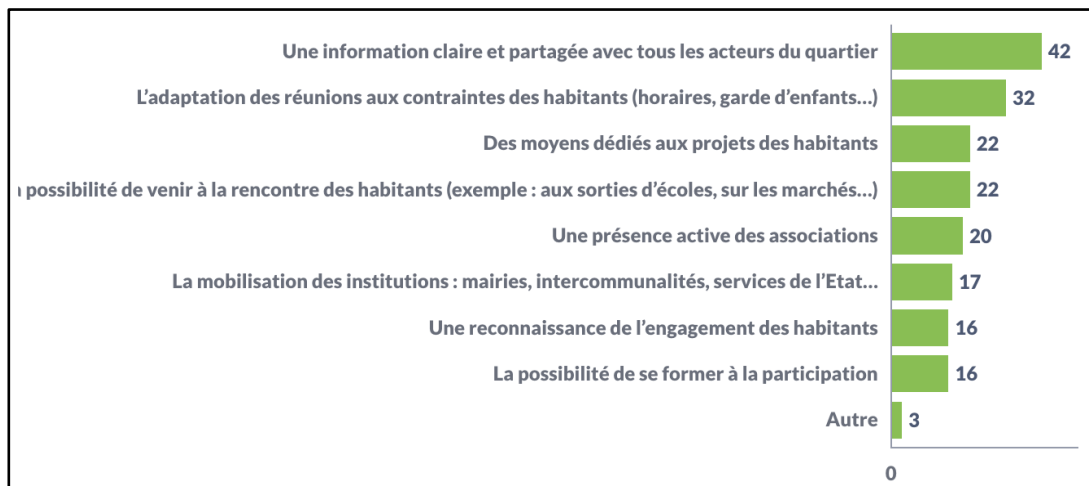 Une information claire et partagée avec tous les acteurs du quartier 42
L’adaptation des réunions aux contraintes des habitants (horaires, garde d’enfants…) 32
Des moyens dédiés aux projets des habitants 22
possibilité de venir à la rencontre des habitants (exemple : aux sorties d’écoles, sur les marchés…) 22
Une présence active des associations 20
La mobilisation des institutions : mairies, intercommunalités, services de l’Etat… 17
Une reconnaissance de l’engagement des habitants 16
La possibilité de se former à la participation 16
Autre 3
0